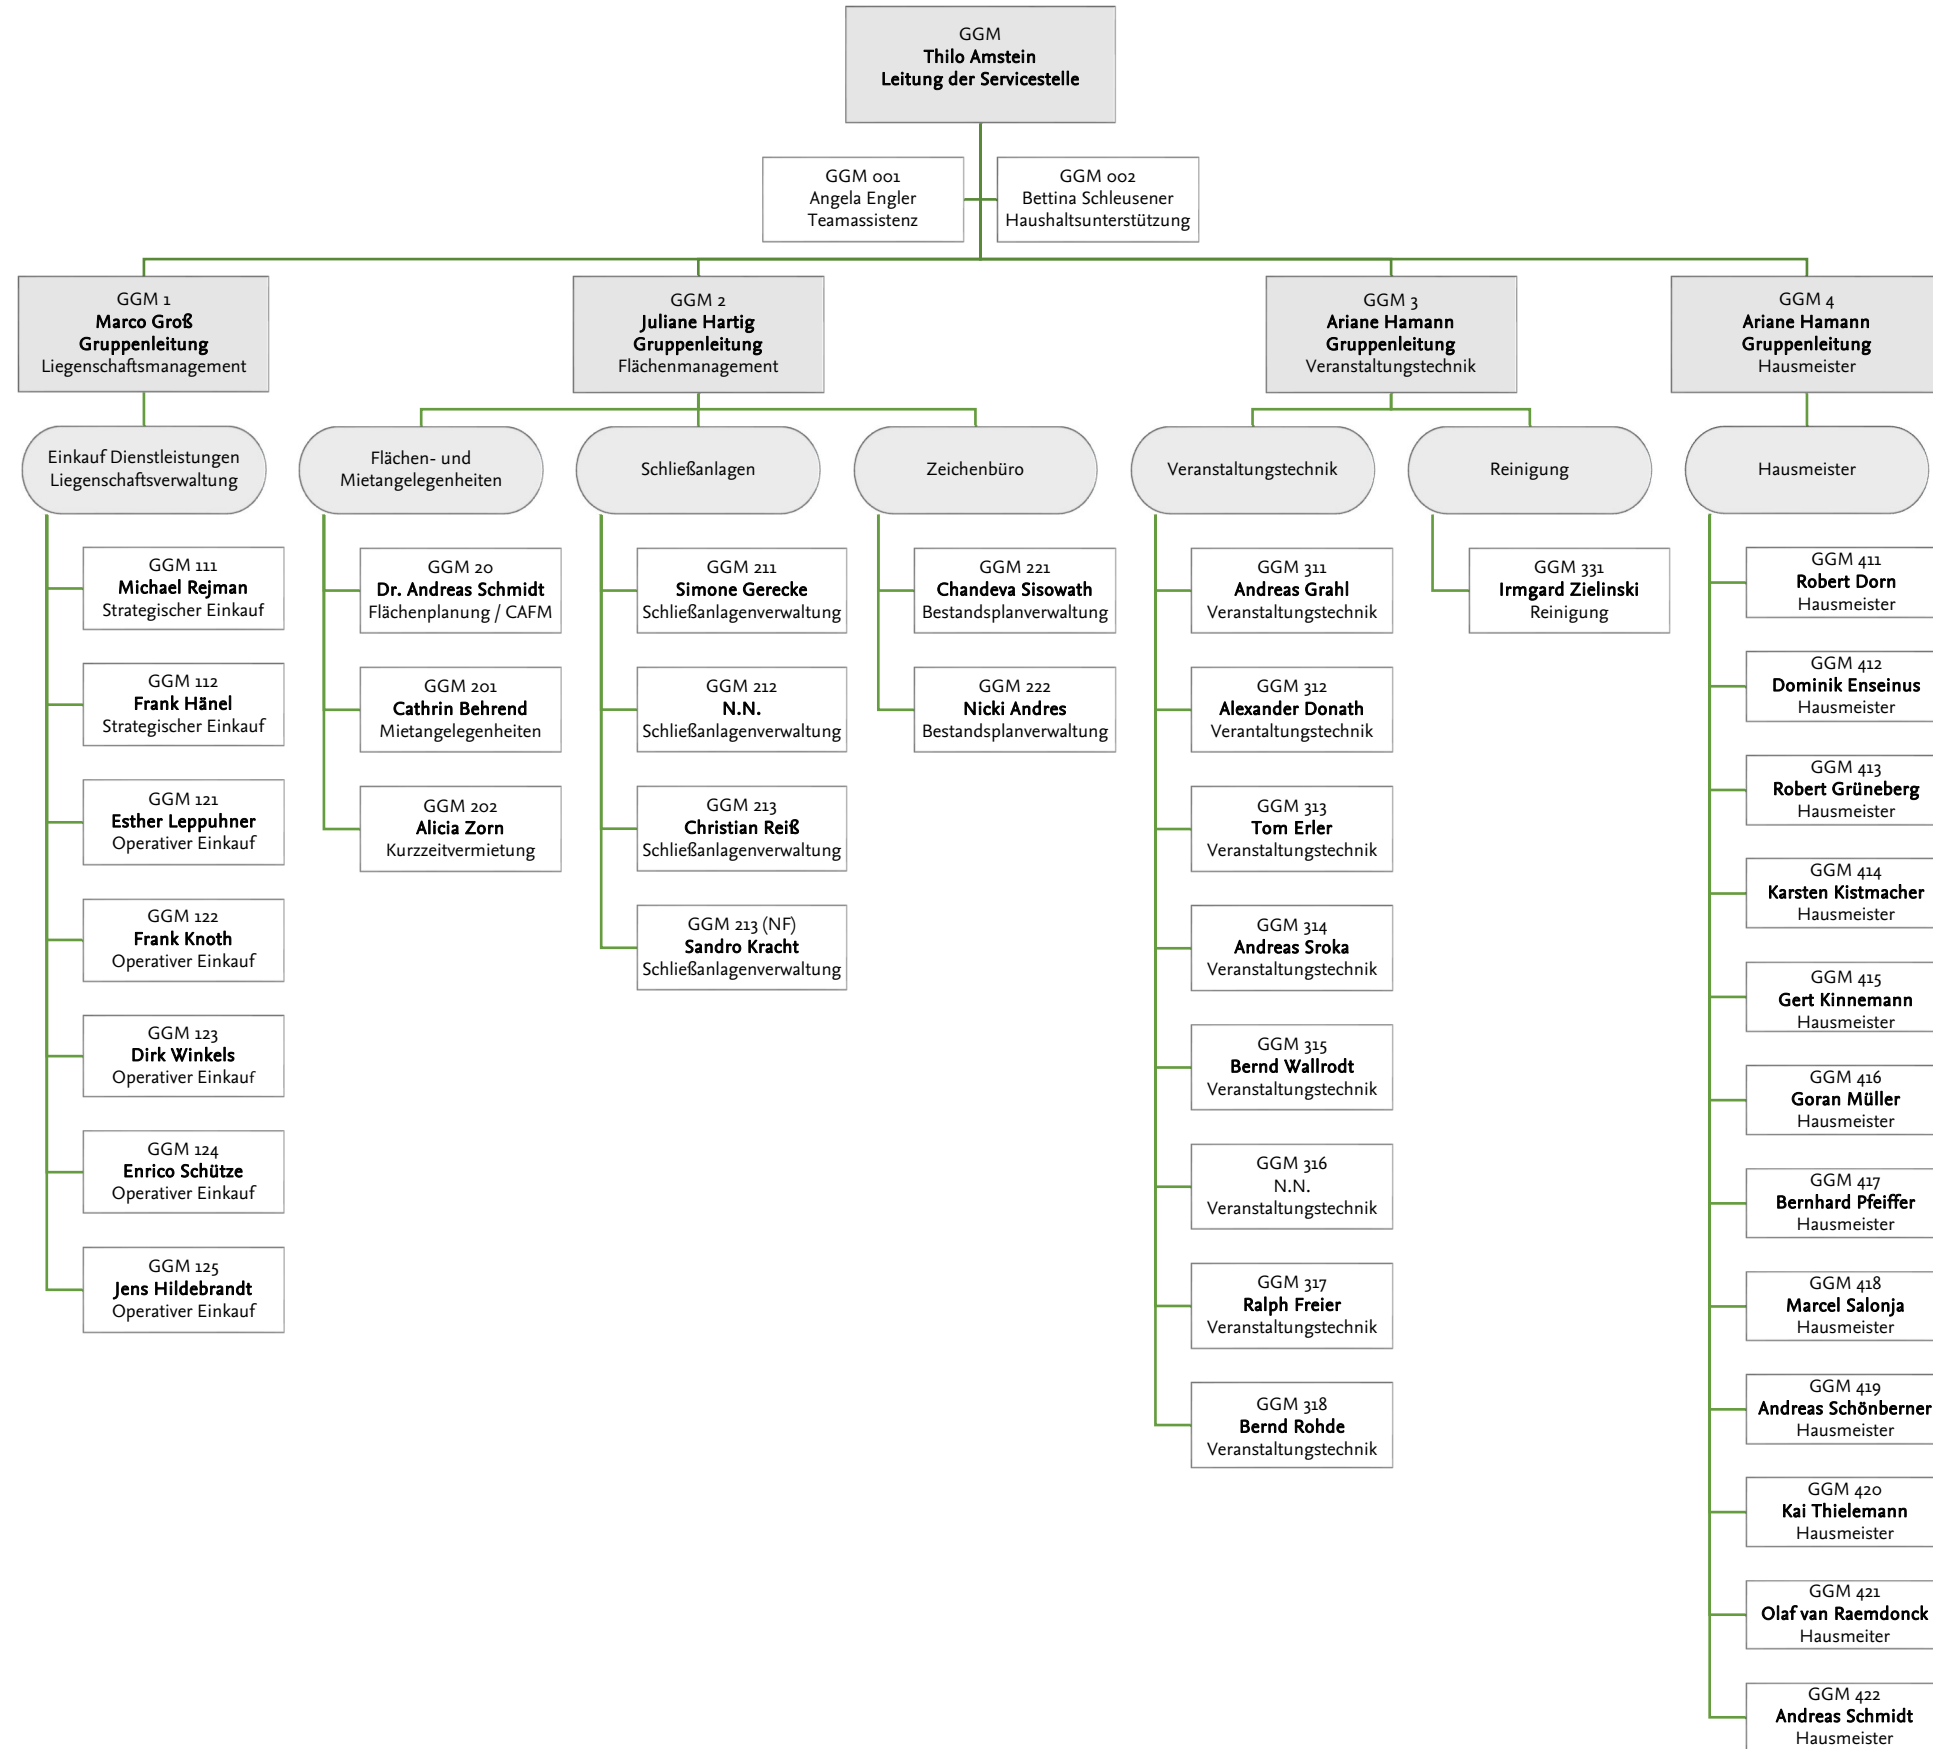 GGM
Thilo Amstein
Leitung der Servicestelle
GGM 001
Angela Engler
Teamassistenz
GGM 002
Bettina Schleusener
Haushaltsunterstützung
GGM 1
Marco Groß
Gruppenleitung
Liegenschaftsmanagement
GGM 2
Juliane Hartig
Gruppenleitung
Flächenmanagement
GGM 3
Ariane Hamann
Gruppenleitung
Veranstaltungstechnik
GGM 4
Ariane Hamann
Gruppenleitung
Hausmeister
Einkauf Dienstleistungen
Liegenschaftsverwaltung
Flächen- und
Mietangelegenheiten
Schließanlagen
Zeichenbüro
Veranstaltungstechnik
Reinigung
Hausmeister
GGM 111
Michael Rejman
Strategischer Einkauf
GGM 112
Frank Hänel
Strategischer Einkauf
GGM 121
Esther Leppuhner
Operativer Einkauf
GGM 122
Frank Knoth
Operativer Einkauf
GGM 123
Dirk Winkels
Operativer Einkauf
GGM 124
Enrico Schütze
Operativer Einkauf
GGM 125
Jens Hildebrandt
Operativer Einkauf
GGM 20
Dr. Andreas Schmidt
Flächenplanung / CAFM
GGM 201
Cathrin Behrend
Mietangelegenheiten
GGM 202
Alicia Zorn
Kurzzeitvermietung
GGM 211
Simone Gerecke
Schließanlagenverwaltung
GGM 212
N.N.
Schließanlagenverwaltung
GGM 213
Christian Reiß
Schließanlagenverwaltung
GGM 213 (NF)
Sandro Kracht
Schließanlagenverwaltung
GGM 221
Chandeva Sisowath
Bestandsplanverwaltung
GGM 222
Nicki Andres
Bestandsplanverwaltung
GGM 311
Andreas Grahl
Veranstaltungstechnik
GGM 312
Alexander Donath
Verantaltungstechnik
GGM 313
Tom Erler
Veranstaltungstechnik
GGM 314
Andreas Sroka
Veranstaltungstechnik
GGM 315
Bernd Wallrodt
Veranstaltungstechnik
GGM 316
N.N.
Veranstaltungstechnik
GGM 317
Ralph Freier
Veranstaltungstechnik
GGM 318
Bernd Rohde
Veranstaltungstechnik
GGM 331
Irmgard Zielinski
Reinigung
GGM 411
Robert Dorn
Hausmeister
GGM 412
Dominik Enseinus
Hausmeister
GGM 413
Robert Grüneberg
Hausmeister
GGM 414
Karsten Kistmacher
Hausmeister
GGM 415
Gert Kinnemann
Hausmeister
GGM 416
Goran Müller
Hausmeister
GGM 417
Bernhard Pfeiffer
Hausmeister
GGM 418
Marcel Salonja
Hausmeister
GGM 419
Andreas Schönberner
Hausmeister
GGM 420
Kai Thielemann
Hausmeister
GGM 421
Olaf van Raemdonck
Hausmeiter
GGM 422
Andreas Schmidt
Hausmeister